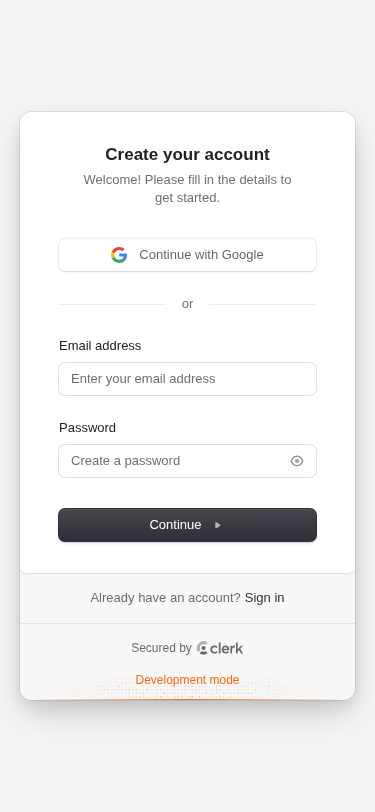 Create your account
Welcome! Please fill in the details to
get started.
Continue with Google
or
Email address
Enter your email address
Password
Create a password
Continue
Already have an account? Sign in
Secured by clerk
Development mode